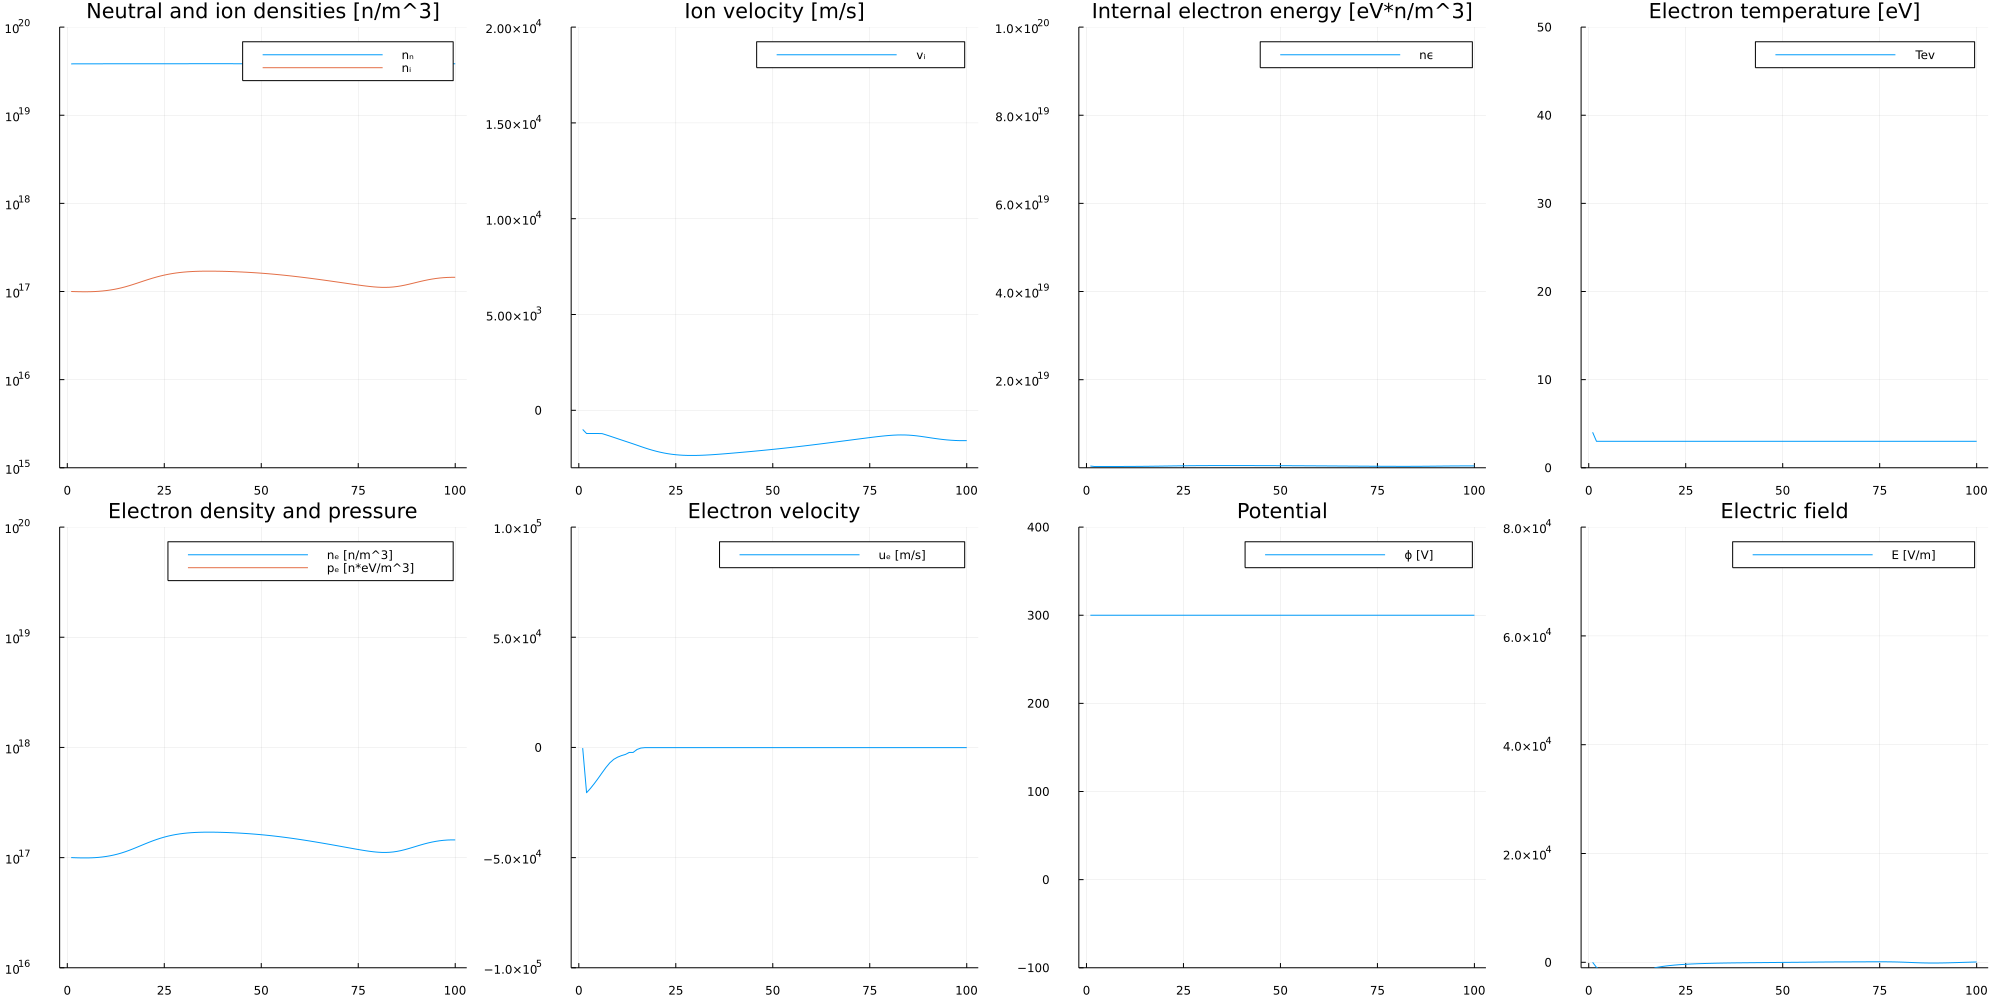 Neutral and ion densities [n/m^3]
10^20
10^19
10^18
10^17
10^16
10^15
nₙ
nᵢ
0 25 50 75 100
Ion velocity [m/s]
2.00×10^4
1.50×10^4
1.00×10^4
5.00×10^3
0
vᵢ
0 25 50 75 100
Internal electron energy [eV*n/m^3]
1.0×10^20
8.0×10^19
6.0×10^19
4.0×10^19
2.0×10^19
nϵ
0 25 50 75 100
Electron temperature [eV]
50
40
30
20
10
0
Tev
0 25 50 75 100
Electron density and pressure
10^20
10^19
10^18
10^17
10^16
nₑ [n/m^3]
pₑ [n*eV/m^3]
0 25 50 75 100
Electron velocity
1.0×10^5
5.0×10^4
0
−5.0×10^4
−1.0×10^5
uₑ [m/s]
0 25 50 75 100
Potential
400
300
200
100
0
−100
ϕ [V]
0 25 50 75 100
Electric field
8.0×10^4
6.0×10^4
4.0×10^4
2.0×10^4
0
E [V/m]
0 25 50 75 100